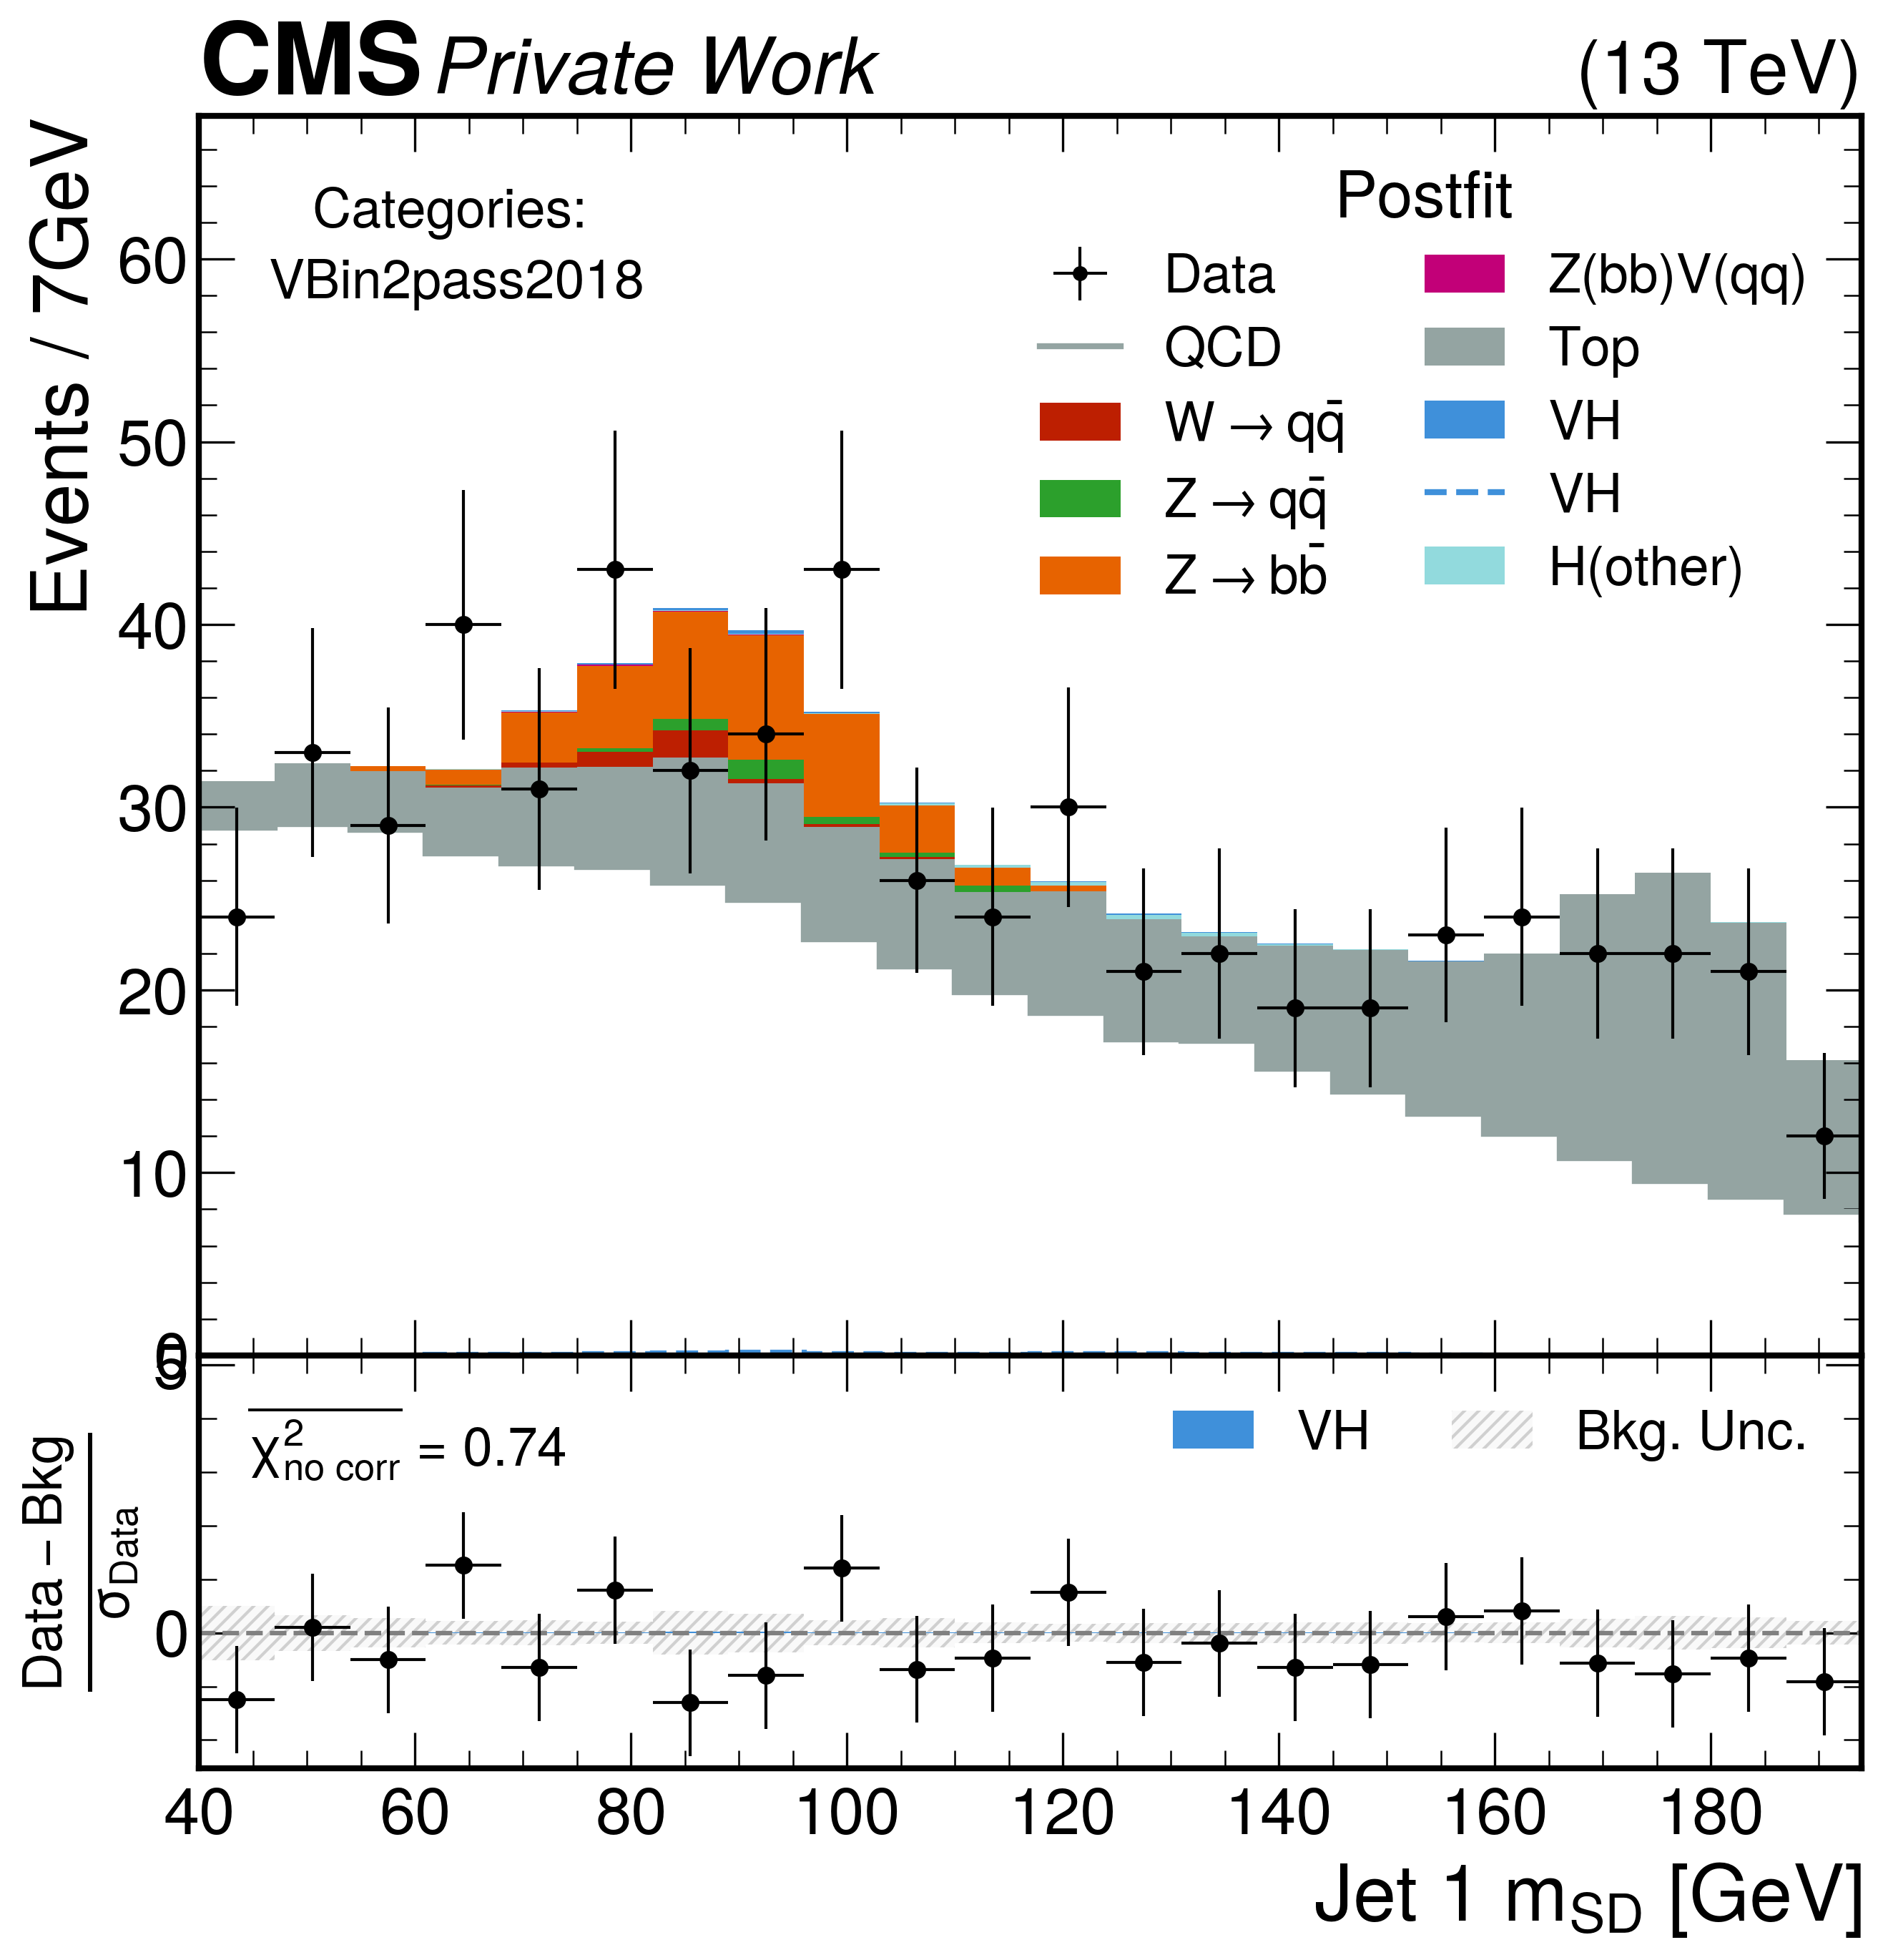 CMS Private Work (13 TeV)
Events / 7GeV
Categories:
VBin2pass2018
Postfit
Data
QCD
W → qq̄
Z → qq̄
Z → bb̄
Z(bb)V(qq)
Top
VH
VH
H(other)
60
50
40
30
20
10
0
5
0
Data − Bkg
σData
χ²no corr = 0.74
VH
Bkg. Unc.
40 60 80 100 120 140 160 180
Jet 1 mSD [GeV]